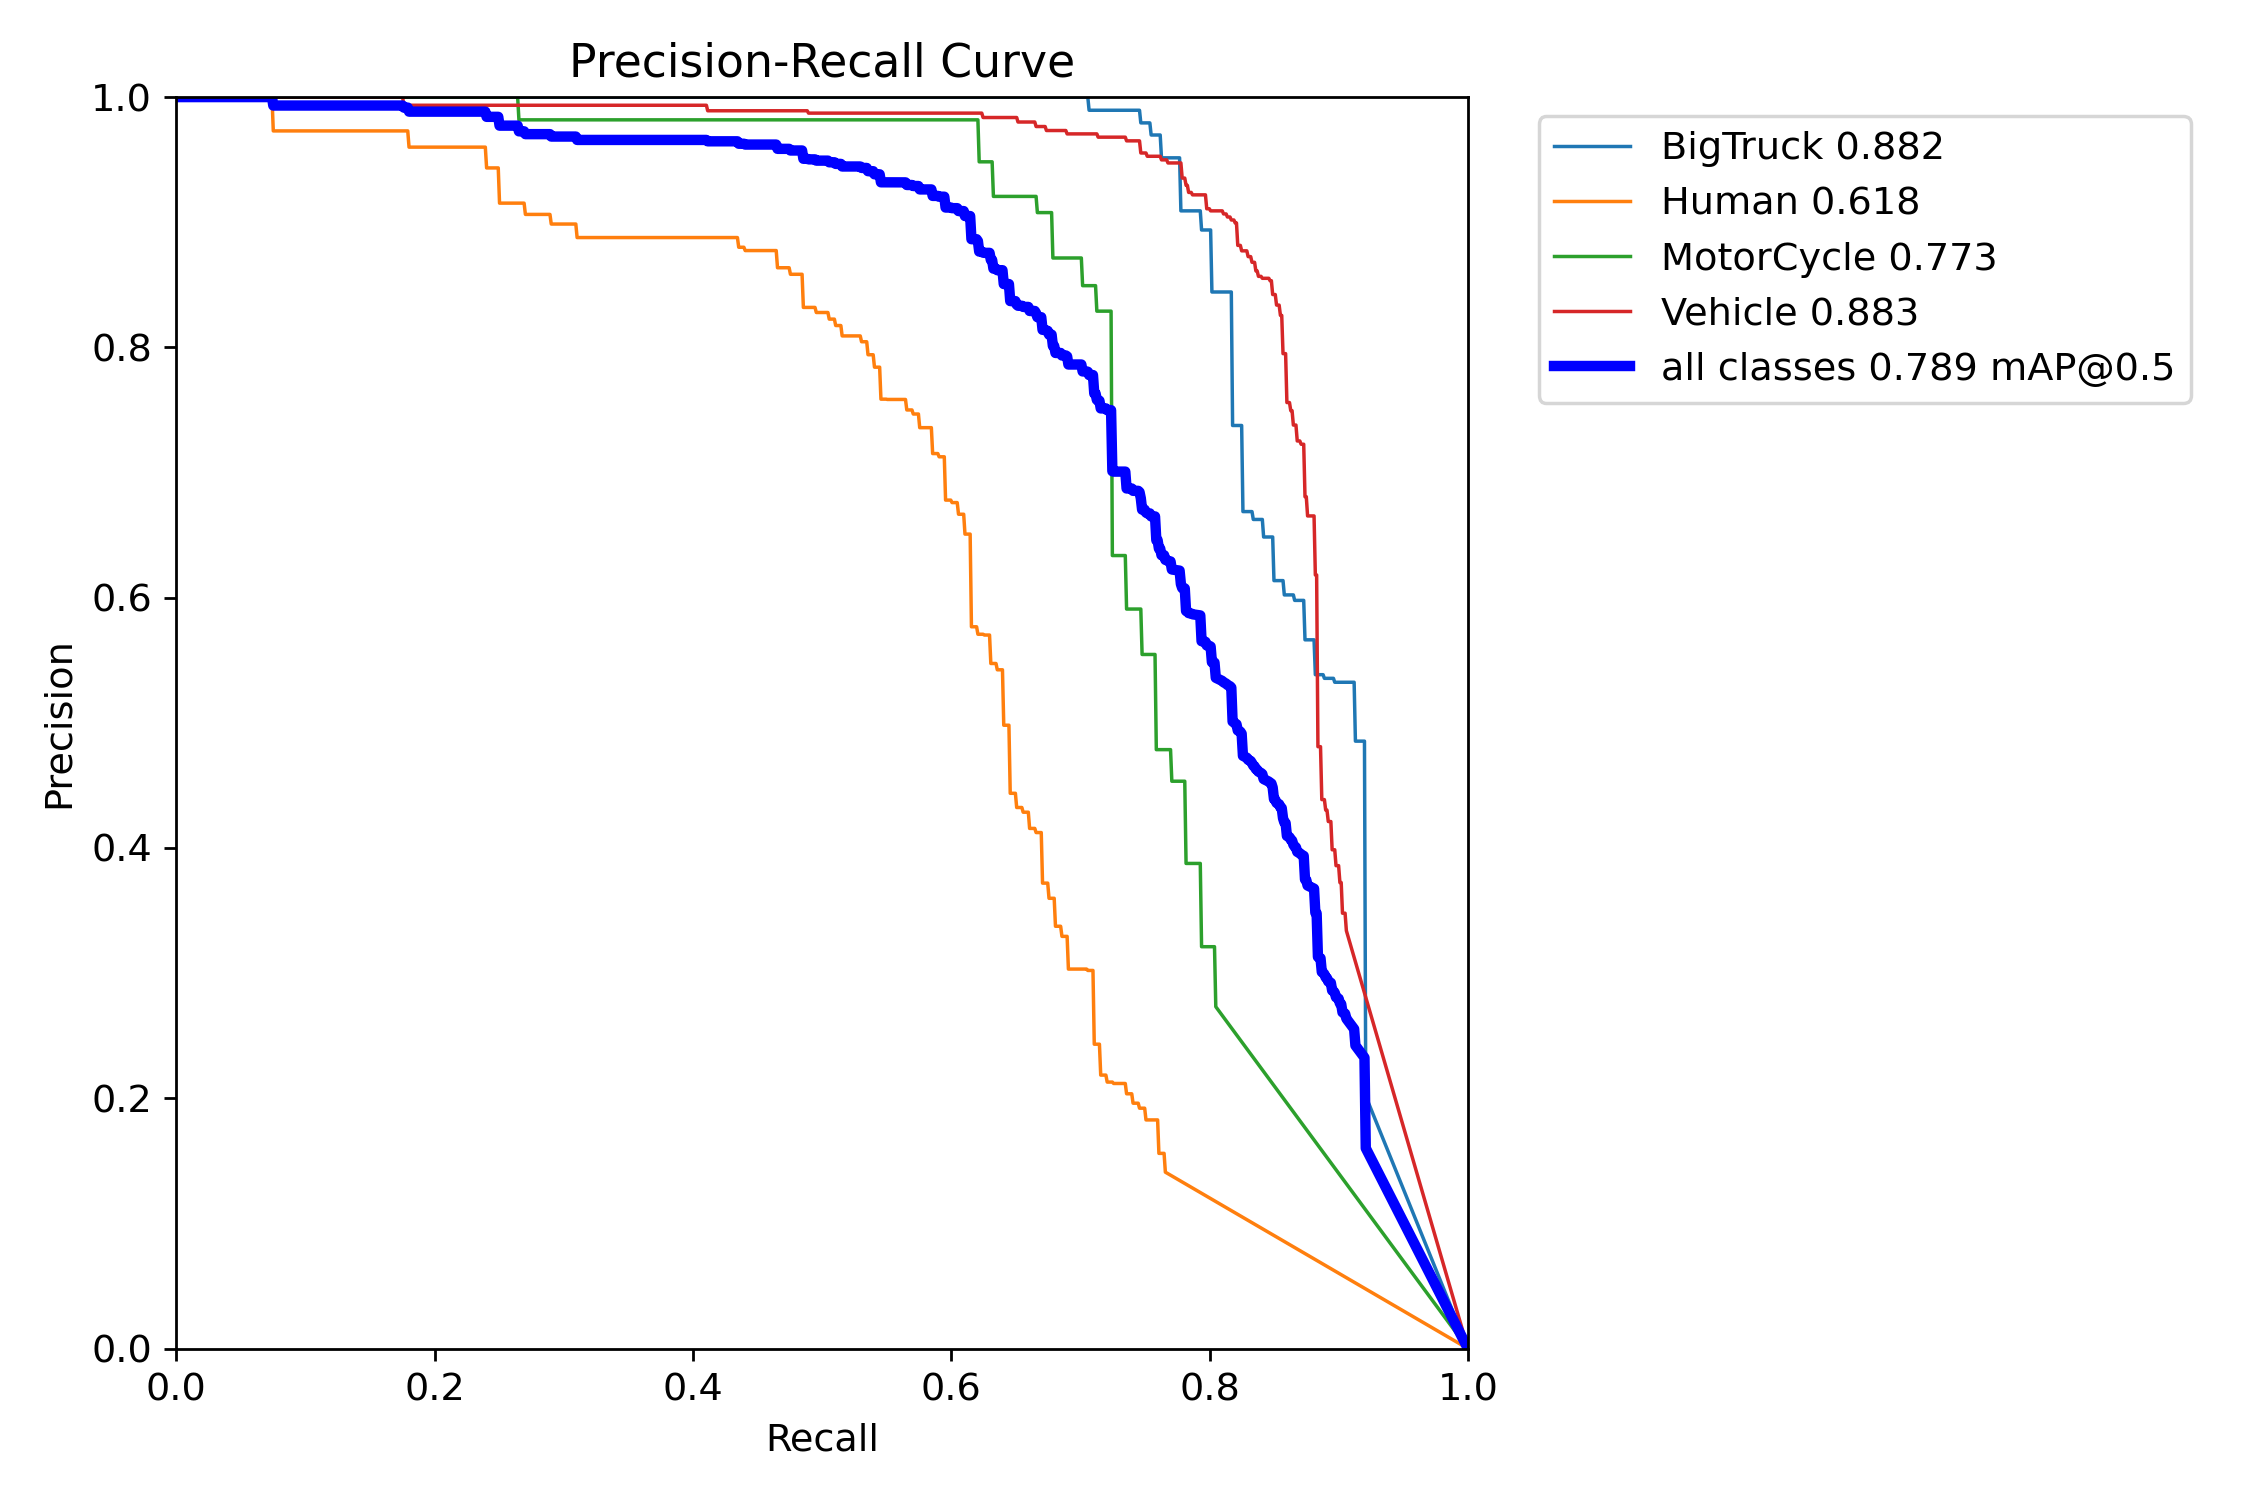 Precision-Recall Curve
1.0
0.8
0.6
0.4
0.2
0.0
Precision
0.0 0.2 0.4 0.6 0.8 1.0
Recall
BigTruck 0.882
Human 0.618
MotorCycle 0.773
Vehicle 0.883
all classes 0.789 mAP@0.5